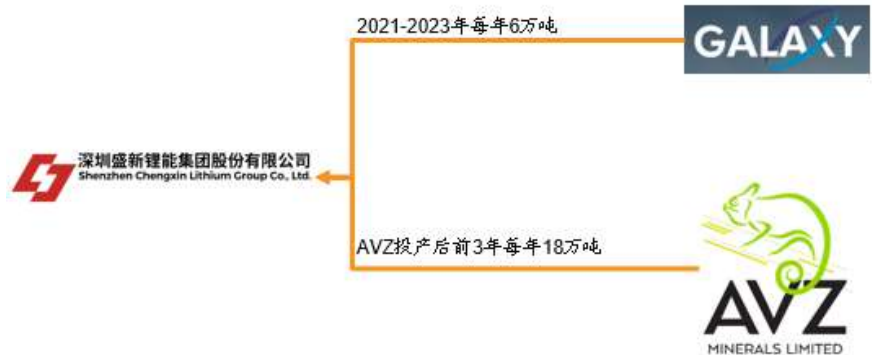 2021-2023年每年6万吨
GALAXY
深圳盛新锂能集团股份有限公司
Shenzhen Chengxin Lithium Group Co., Ltd.
AVZ投产后前3年每年18万吨
AVZ
MINERALS LIMITED